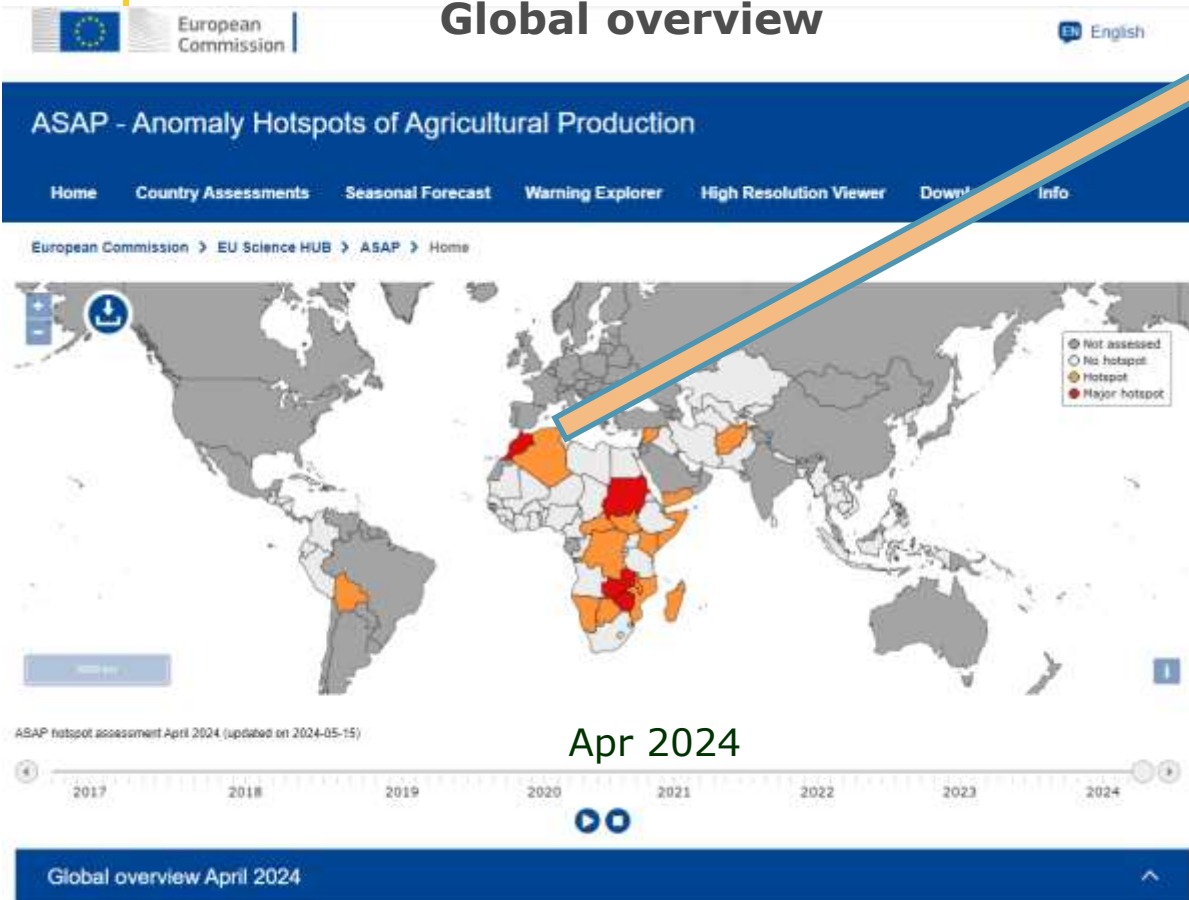 Global overview
European
Commission
EN English
ASAP - Anomaly Hotspots of Agricultural Production
Home Country Assessments Seasonal Forecast Warning Explorer High Resolution Viewer Downl Info
European Commission > EU Science HUB > ASAP > Home
+
-
Not assessed
No hotspot
Hotspot
Major hotspot
i
ASAP hotspot assessment April 2024 (updated on 2024-05-15)
Apr 2024
2017 2018 2019 2020 2021 2022 2023 2024
Global overview April 2024